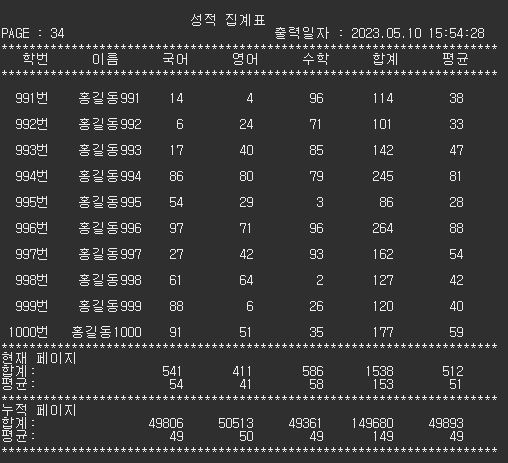 성적 집계표
PAGE : 34 출력일자 : 2023.05.10 15:54:28
***********************************************************************
학번 이름 국어 영어 수학 합계 평균
***********************************************************************
991번 홍길동991 14 4 96 114 38
992번 홍길동992 6 24 71 101 33
993번 홍길동993 17 40 85 142 47
994번 홍길동994 86 80 79 245 81
995번 홍길동995 54 29 3 86 28
996번 홍길동996 97 71 96 264 88
997번 홍길동997 27 42 93 162 54
998번 홍길동998 61 64 2 127 42
999번 홍길동999 88 6 26 120 40
1000번 홍길동1000 91 51 35 177 59
***********************************************************************
현재 페이지
합계: 541 411 586 1538 512
평균: 54 41 58 153 51
***********************************************************************
누적 페이지
합계: 49806 50513 49361 149680 49893
평균: 49 50 49 149 49
***********************************************************************